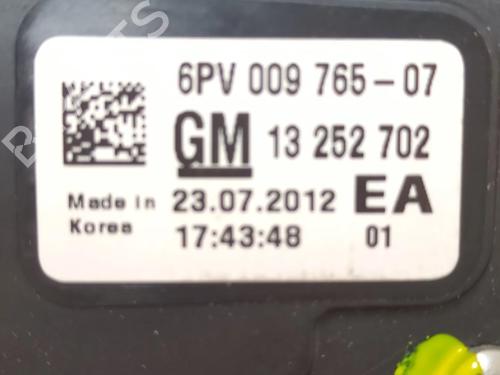 6PV 009 765-07
GM 13 252 702
Made in 23.07.2012 EA
Korea 17:43:48 01